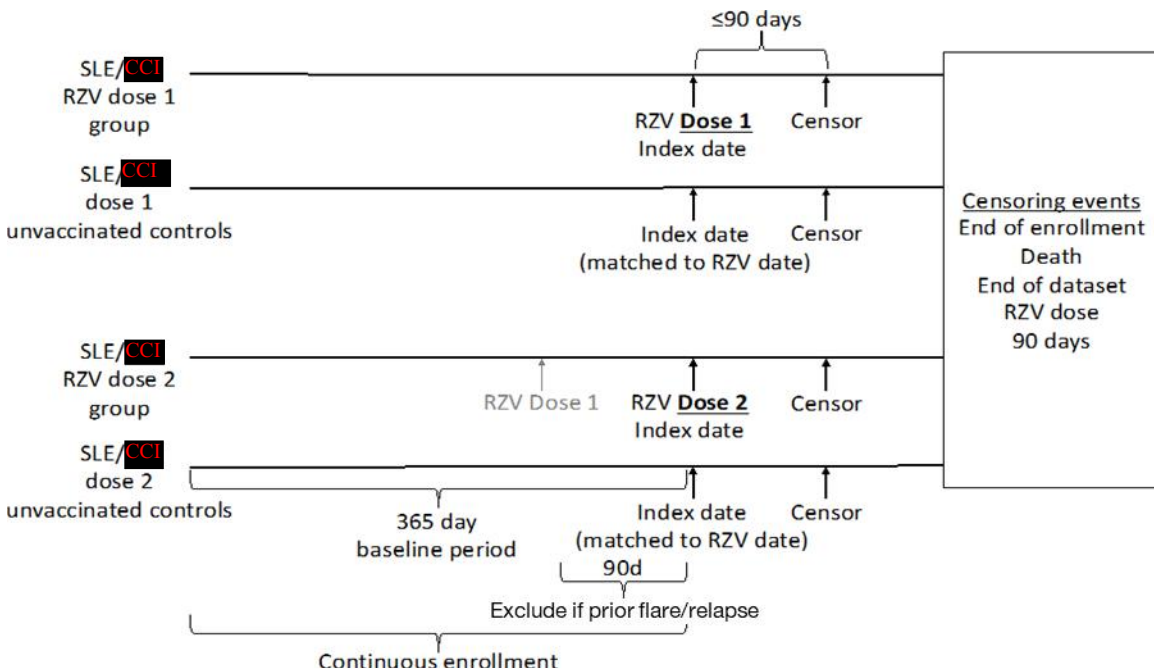 ≤90 days
SLE/CCI
RZV dose 1
group
RZV Dose 1
Index date
Censor
SLE/CCI
dose 1
unvaccinated controls
Index date
(matched to RZV date)
Censor
SLE/CCI
RZV dose 2
group
RZV Dose 1
RZV Dose 2
Index date
Censor
SLE/CCI
dose 2
unvaccinated controls
Index date
(matched to RZV date)
Censor
365 day
baseline period
90d
Exclude if prior flare/relapse
Continuous enrollment
Censoring events
End of enrollment
Death
End of dataset
RZV dose
90 days